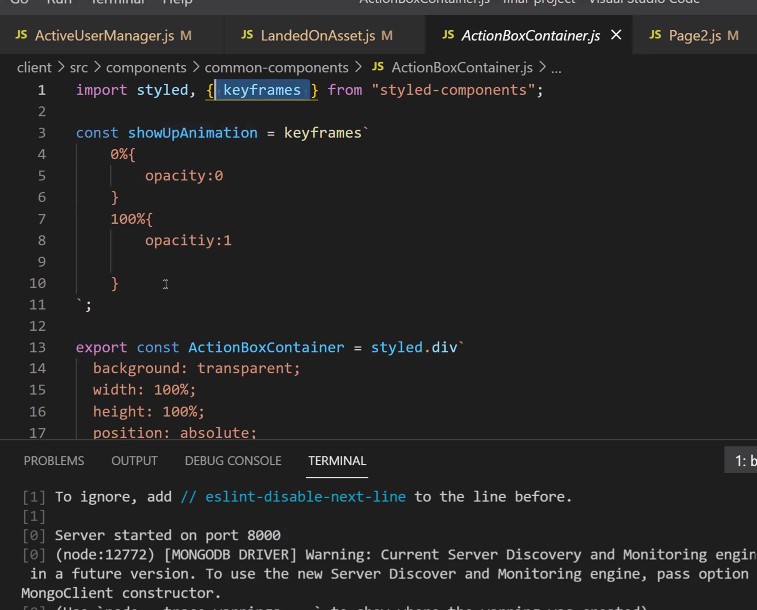 Go Run Terminal Help ActionBoxContainer.js - final project - Visual Studio Code
JS ActiveUserManager.js M JS LandedOnAsset.js M JS ActionBoxContainer.js × JS Page2.js M
client > src > components > common-components > JS ActionBoxContainer.js > ...
1 import styled, { keyframes } from "styled-components";
2
3 const showUpAnimation = keyframes`
4 0%{
5 opacity:0
6 }
7 100%{
8 opacitiy:1
9
10 }
11 `;
12
13 export const ActionBoxContainer = styled.div`
14 background: transparent;
15 width: 100%;
16 height: 100%;
17 position: absolute;
PROBLEMS OUTPUT DEBUG CONSOLE TERMINAL 1: b
[1] To ignore, add // eslint-disable-next-line to the line before.
[1]
[0] Server started on port 8000
[0] (node:12772) [MONGODB DRIVER] Warning: Current Server Discovery and Monitoring engin
in a future version. To use the new Server Discover and Monitoring engine, pass option
MongoClient constructor.